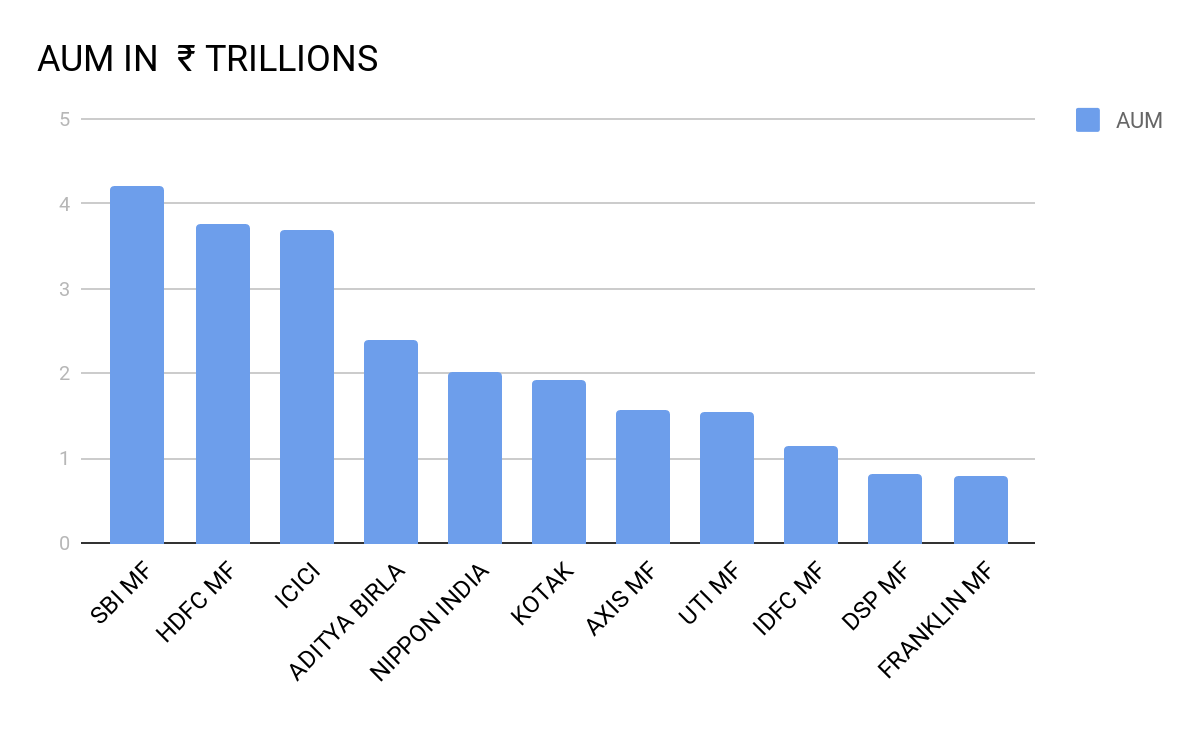 AUM IN ₹ TRILLIONS
AUM
5
4
3
2
1
0
SBI MF
HDFC MF
ICICI
ADITYA BIRLA
NIPPON INDIA
KOTAK
AXIS MF
UTI MF
IDFC MF
DSP MF
FRANKLIN MF